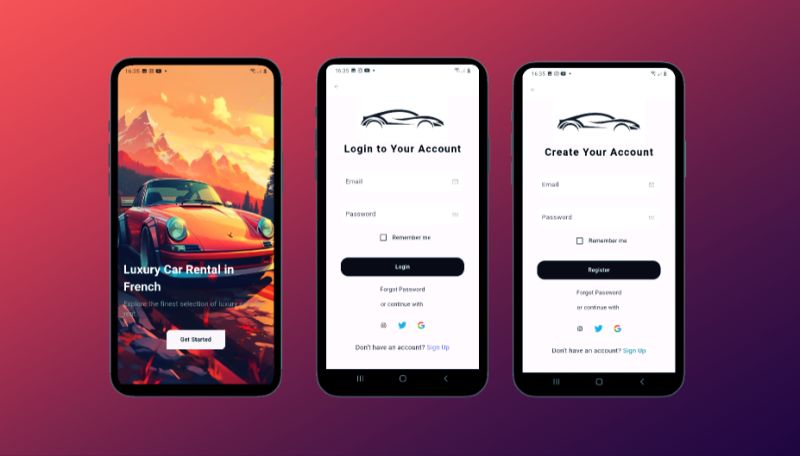 16:35
Luxury Car Rental in
French
Explore the finest selection of luxury
rent
Get Started
16:35
Login to Your Account
Email
Password
Remember me
Login
Forgot Password
or continue with
Don't have an account? Sign Up
16:35
Create Your Account
Email
Password
Remember me
Register
Forgot Password
or continue with
Don't have an account? Sign Up